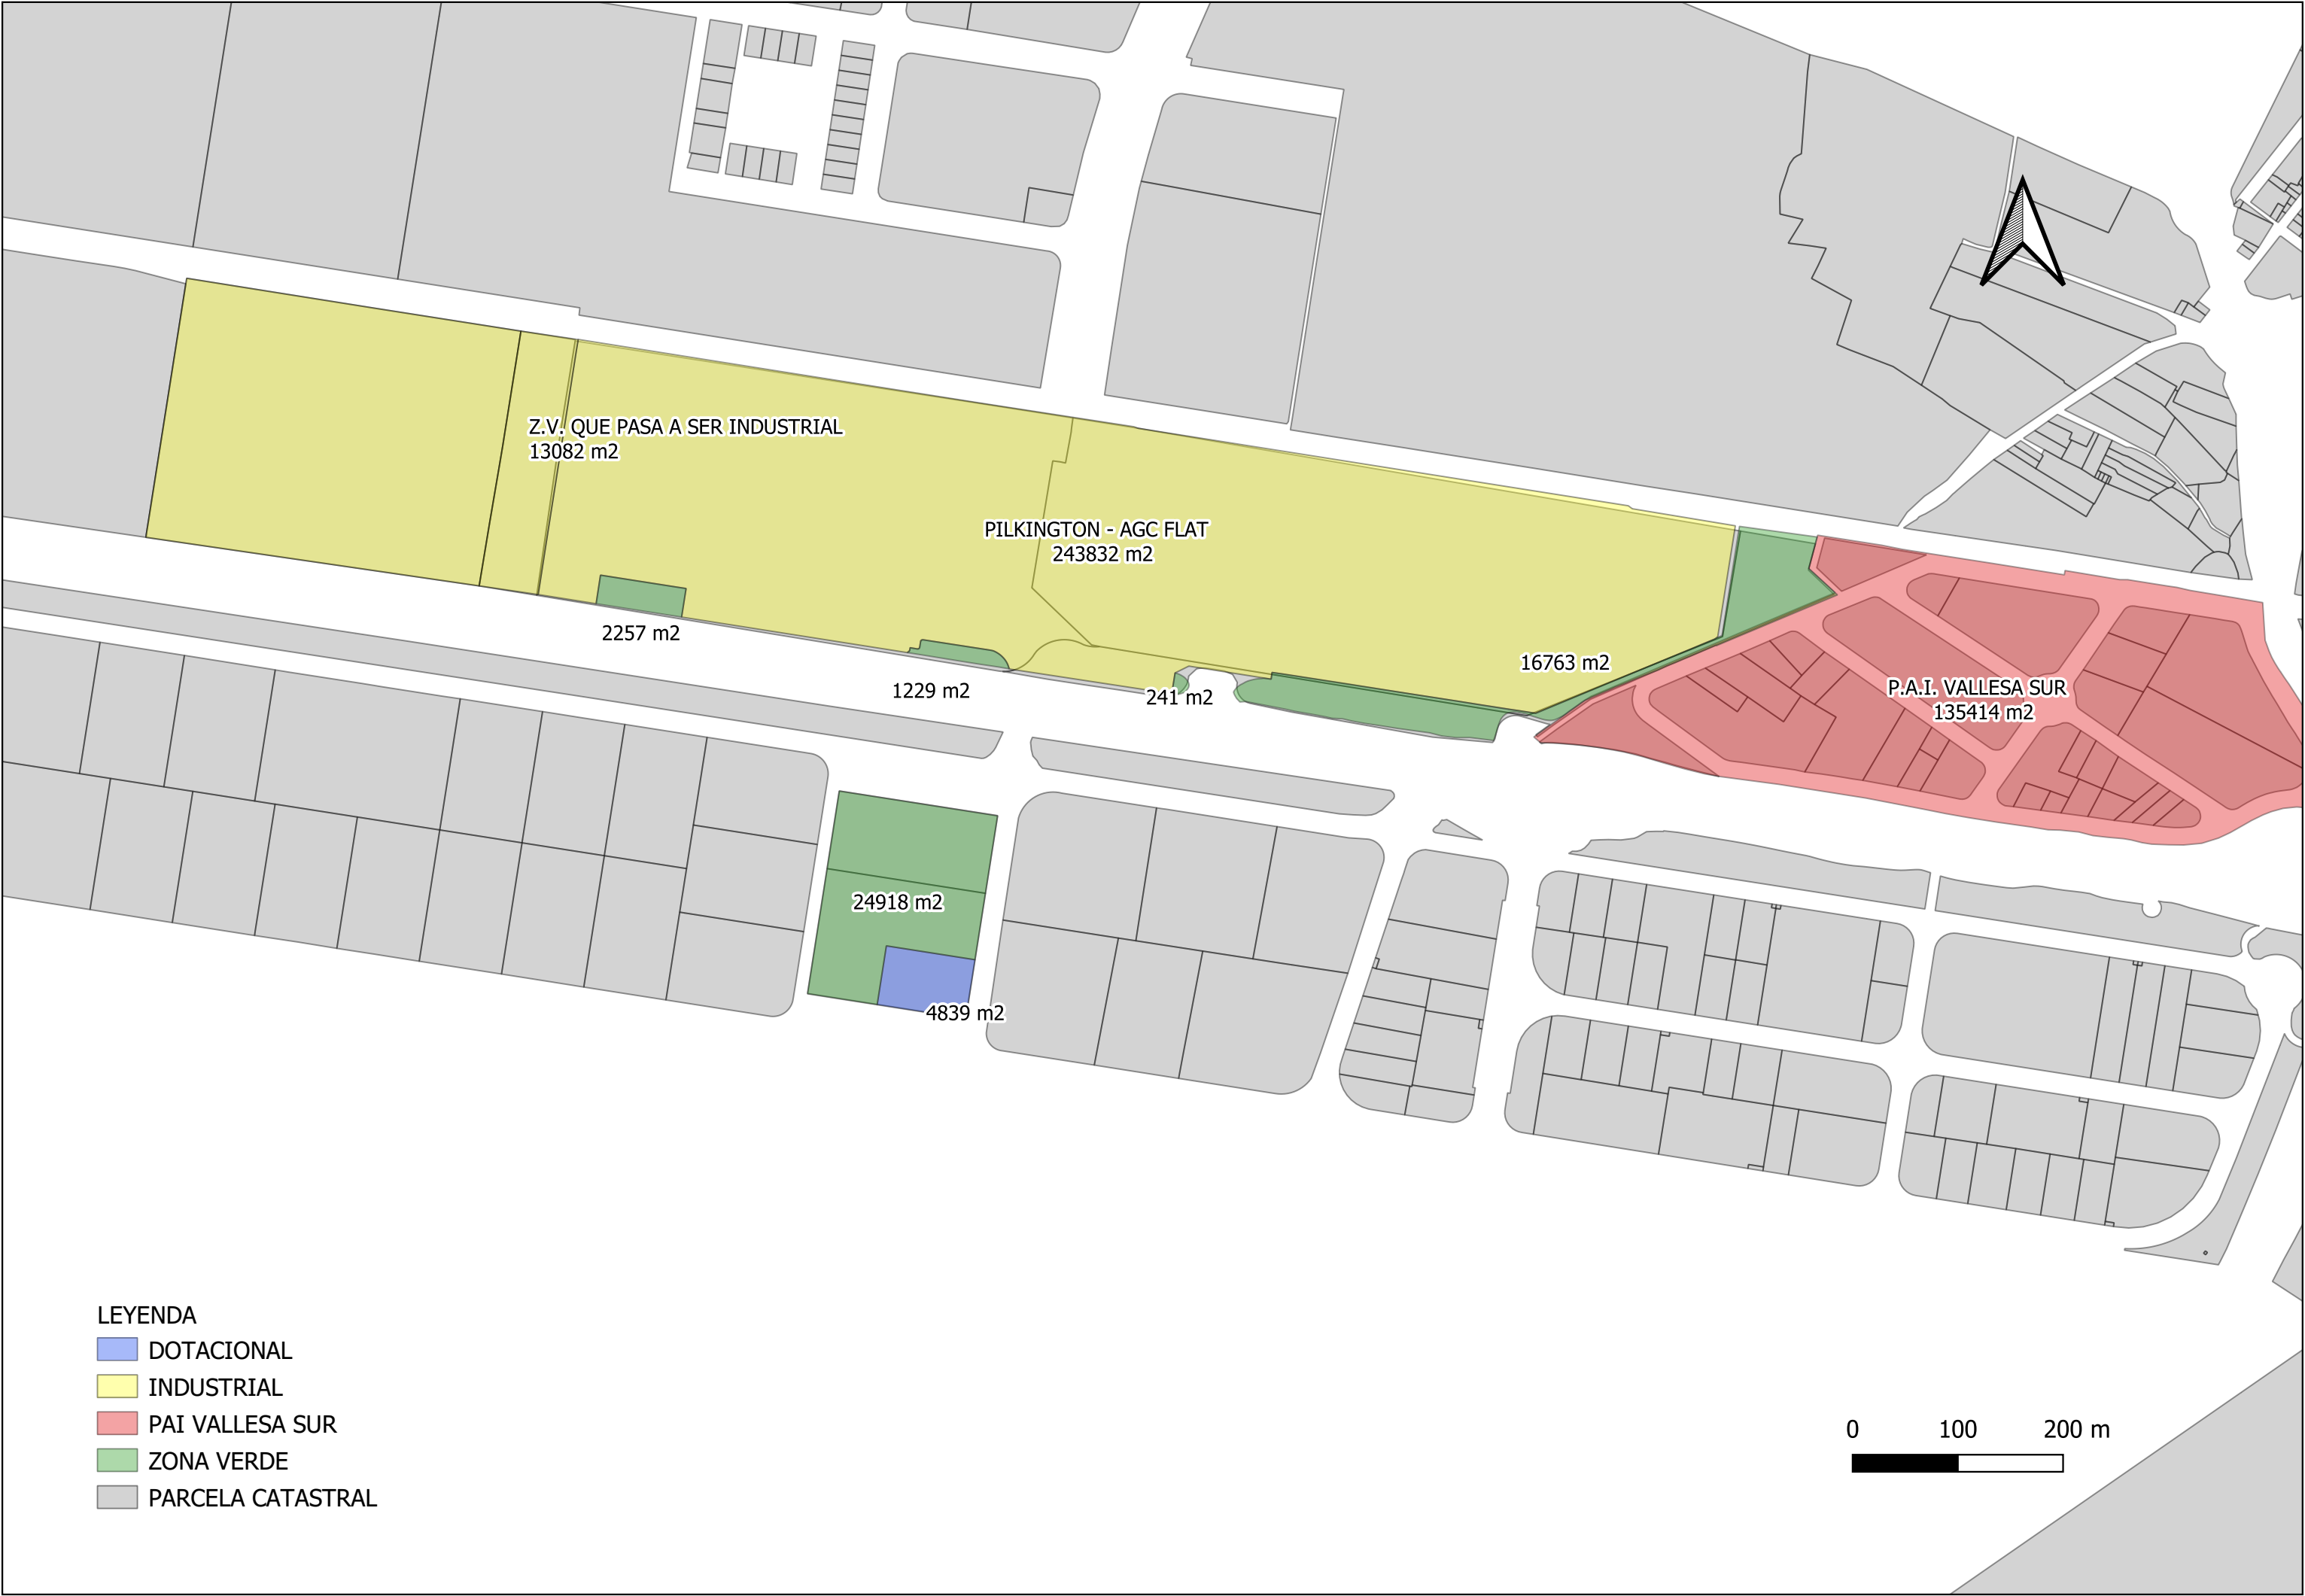 Z.V. QUE PASA A SER INDUSTRIAL
13082 m2
PILKINGTON - AGC FLAT
243832 m2
2257 m2
1229 m2
241 m2
16763 m2
P.A.I. VALLESA SUR
135414 m2
24918 m2
4839 m2
LEYENDA
DOTACIONAL
INDUSTRIAL
PAI VALLESA SUR
ZONA VERDE
PARCELA CATASTRAL
0 100 200 m